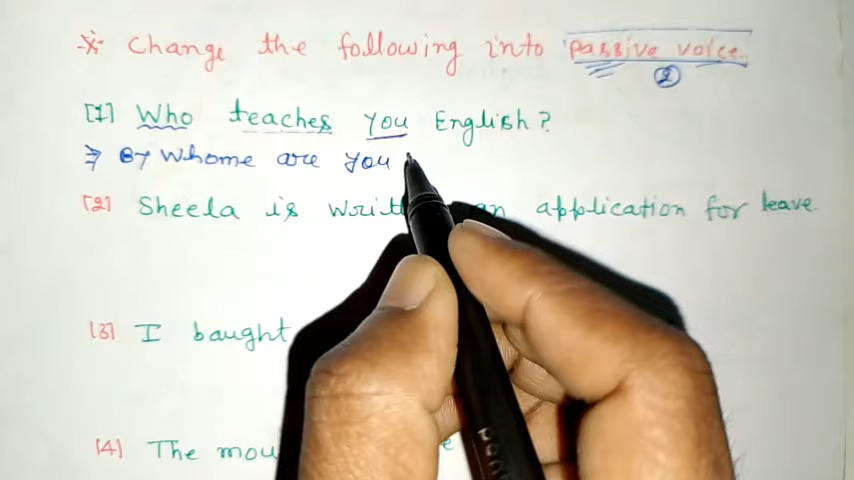 Change the following into passive voice.
2
[1] Who teaches you English?
⇒ By Whome are you
[2] Sheela is an application for leave.
[3] I baught
[4] The